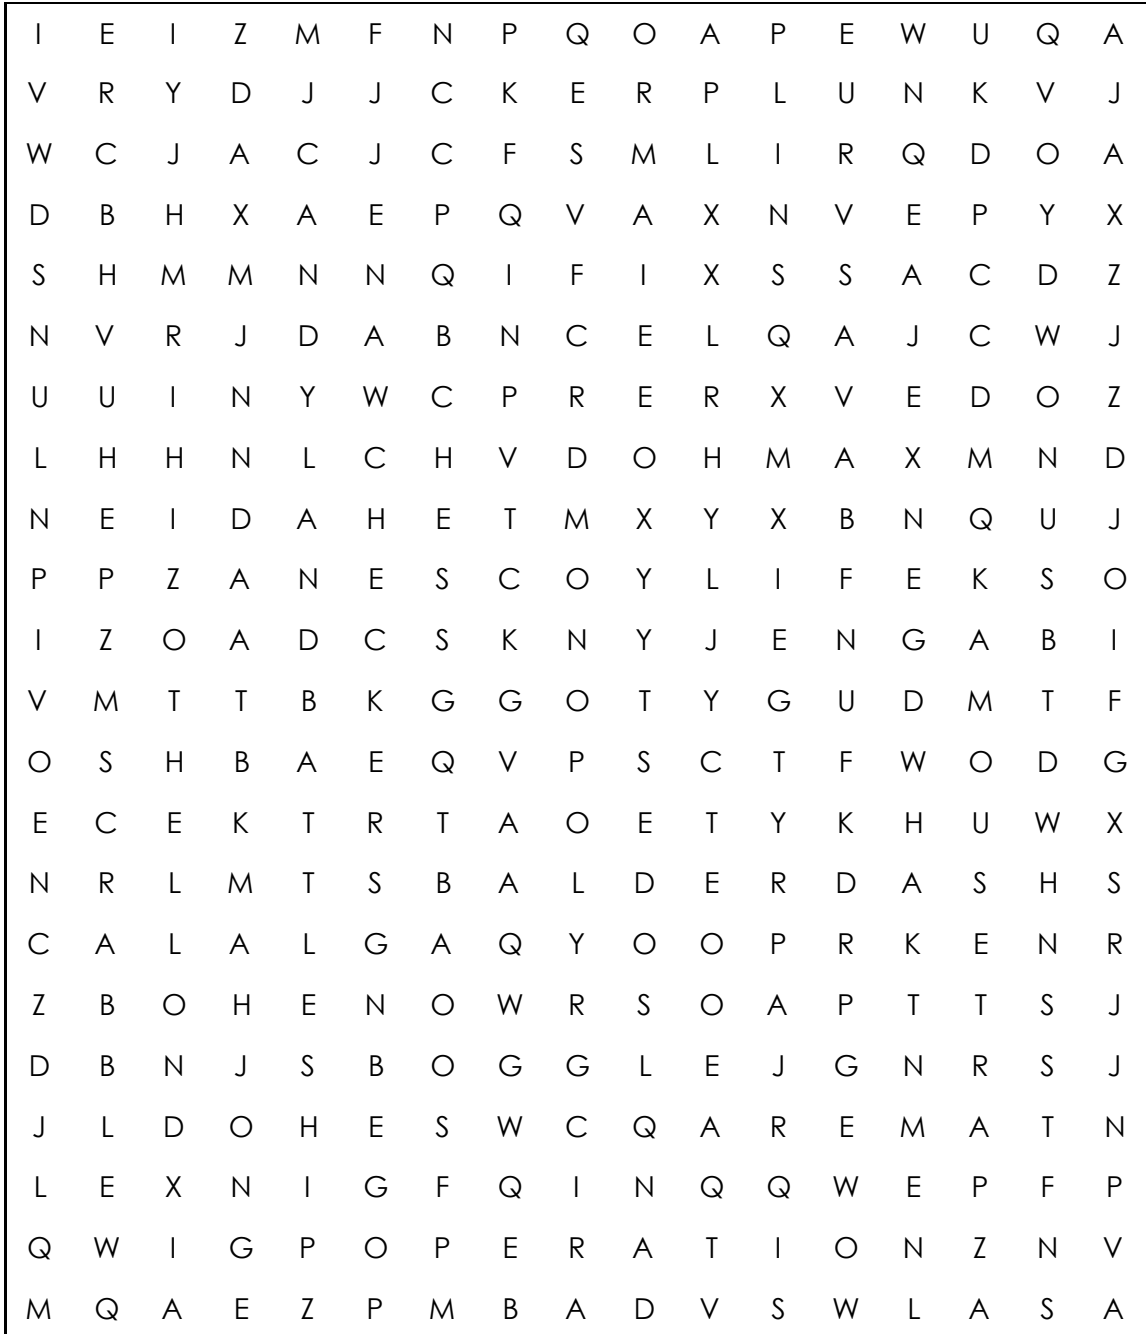 I E I Z M F N P Q O A P E W U Q A
V R Y D J J C K E R P L U N K V J
W C J A C J C F S M L I R Q D O A
D B H X A E P Q V A X N V E P Y X
S H M M N N Q I F I X S S A C D Z
N V R J D A B N C E L Q A J C W J
U U I N Y W C P R E R X V E D O Z
L H H N L C H V D O H M A X M N D
N E I D A H E T M X Y X B N Q U J
P P Z A N E S C O Y L I F E K S O
I Z O A D C S K N Y J E N G A B I
V M T T B K G G O T Y G U D M T F
O S H B A E Q V P S C T F W O D G
E C E K T R T A O E T Y K H U W X
N R L M T S B A L D E R D A S H S
C A L A L G A Q Y O O P R K E N R
Z B O H E N O W R S O A P T T S J
D B N J S B O G G L E J G N R S J
J L D O H E S W C Q A R E M A T N
L E X N I G F Q I N Q Q W E P F P
Q W I G P O P E R A T I O N Z N V
M Q A E Z P M B A D V S W L A S A